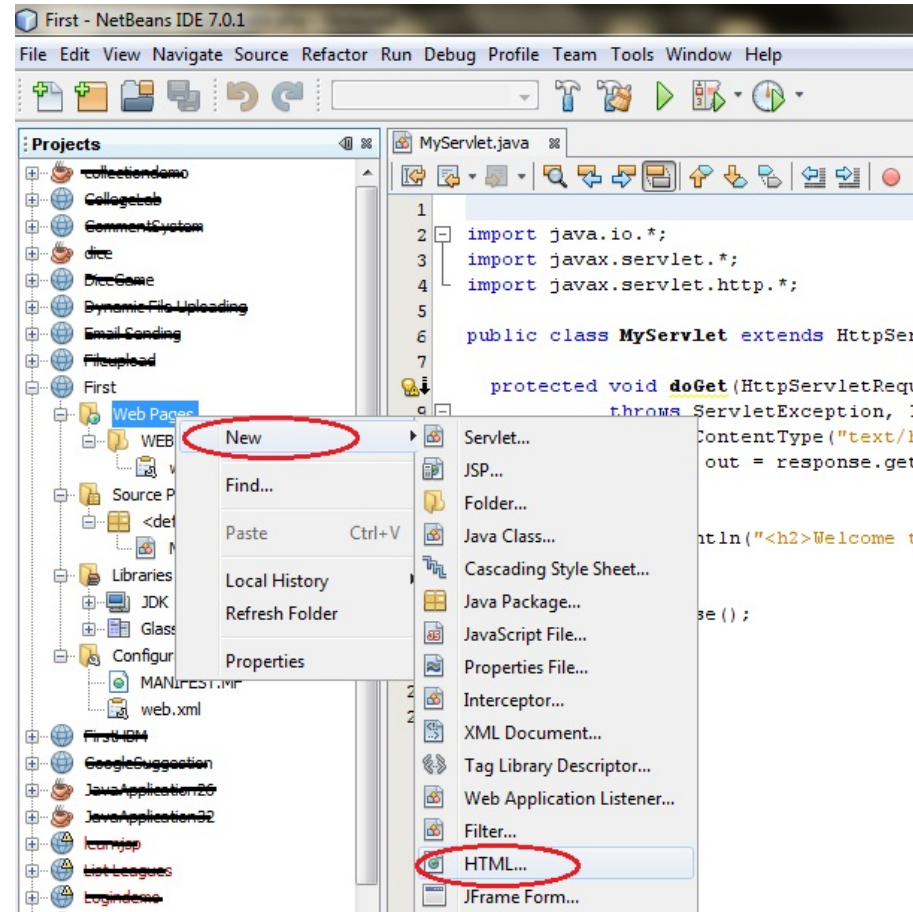 First - NetBeans IDE 7.0.1
File Edit View Navigate Source Refactor Run Debug Profile Team Tools Window Help
Projects
MyServlet.java
collectiondemo
CollegeLab
CommentSystem
dice
DiceGame
Dynamic File Uploading
Email Sending
Fileupload
First
Web Pages
WEB
Source P
<def
Libraries
JDK
Glass
Configur
MANIFEST.MF
web.xml
FirstHBM
GoogleSuggestion
JavaApplication26
JavaApplication32
learnjsp
List Leagues
Logindemo
New
Find...
Paste Ctrl+V
Local History
Refresh Folder
Properties
Servlet...
JSP...
Folder...
Java Class...
Cascading Style Sheet...
Java Package...
JavaScript File...
Properties File...
Interceptor...
XML Document...
Tag Library Descriptor...
Web Application Listener...
Filter...
HTML...
JFrame Form...
1
2 import java.io.*;
3 import javax.servlet.*;
4 import javax.servlet.http.*;
5
6 public class MyServlet extends HttpSer
7
protected void doGet(HttpServletRequ
9 throws ServletException,
ContentType("text/h
out = response.get
ntln("<h2>Welcome t
se();
2
2